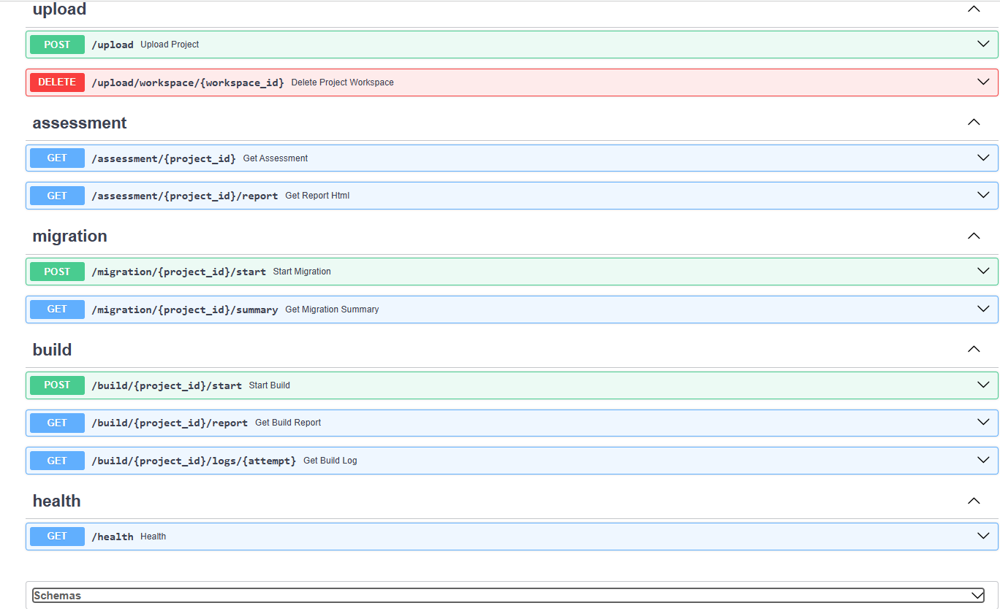 upload
POST /upload Upload Project
DELETE /upload/workspace/{workspace_id} Delete Project Workspace
assessment
GET /assessment/{project_id} Get Assessment
GET /assessment/{project_id}/report Get Report Html
migration
POST /migration/{project_id}/start Start Migration
GET /migration/{project_id}/summary Get Migration Summary
build
POST /build/{project_id}/start Start Build
GET /build/{project_id}/report Get Build Report
GET /build/{project_id}/logs/{attempt} Get Build Log
health
GET /health Health
Schemas